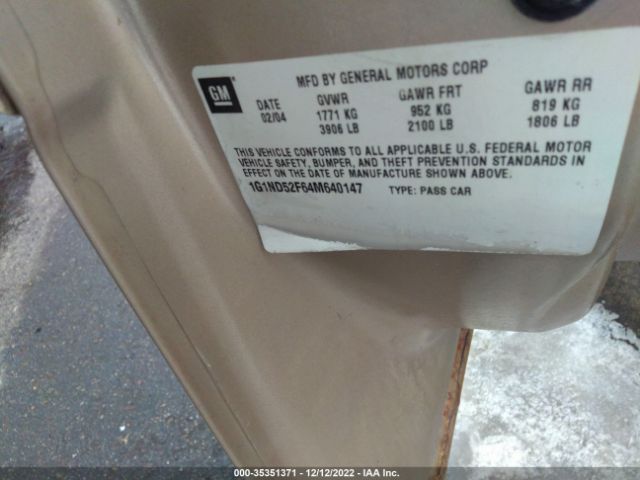 GM
MFD BY GENERAL MOTORS CORP
DATE GVWR GAWR FRT GAWR RR
02/04 1771 KG 952 KG 819 KG
3906 LB 2100 LB 1806 LB
THIS VEHICLE CONFORMS TO ALL APPLICABLE U.S. FEDERAL MOTOR
VEHICLE SAFETY, BUMPER, AND THEFT PREVENTION STANDARDS IN
EFFECT ON THE DATE OF MANUFACTURE SHOWN ABOVE.
1G1ND52F64M640147 TYPE: PASS CAR
000-35351371 - 12/12/2022 - IAA Inc.